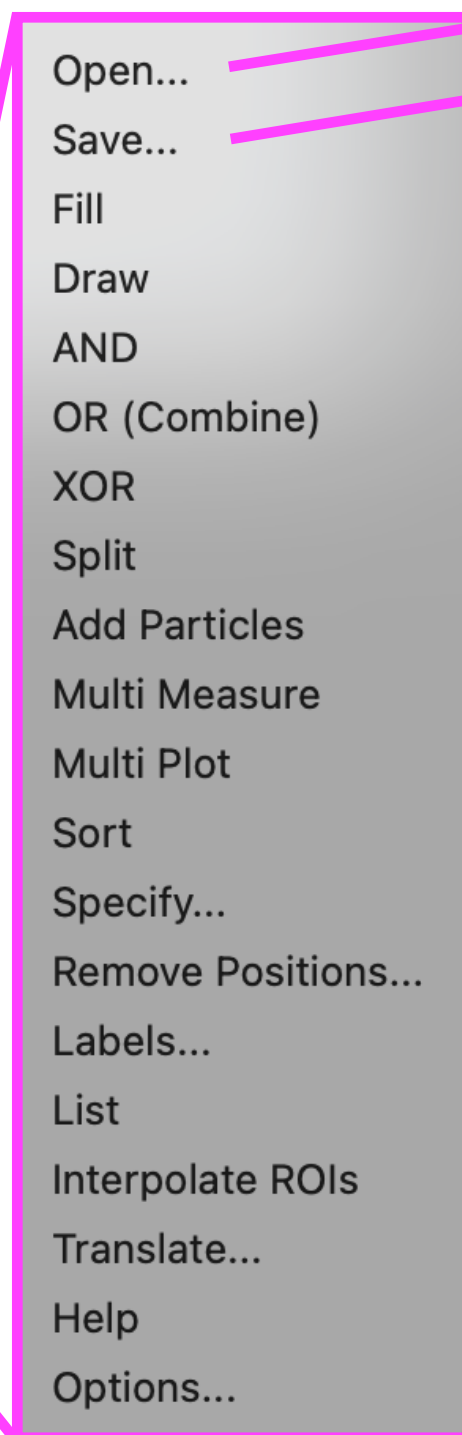 Open...
Save...
Fill
Draw
AND
OR (Combine)
XOR
Split
Add Particles
Multi Measure
Multi Plot
Sort
Specify...
Remove Positions...
Labels...
List
Interpolate ROIs
Translate...
Help
Options...